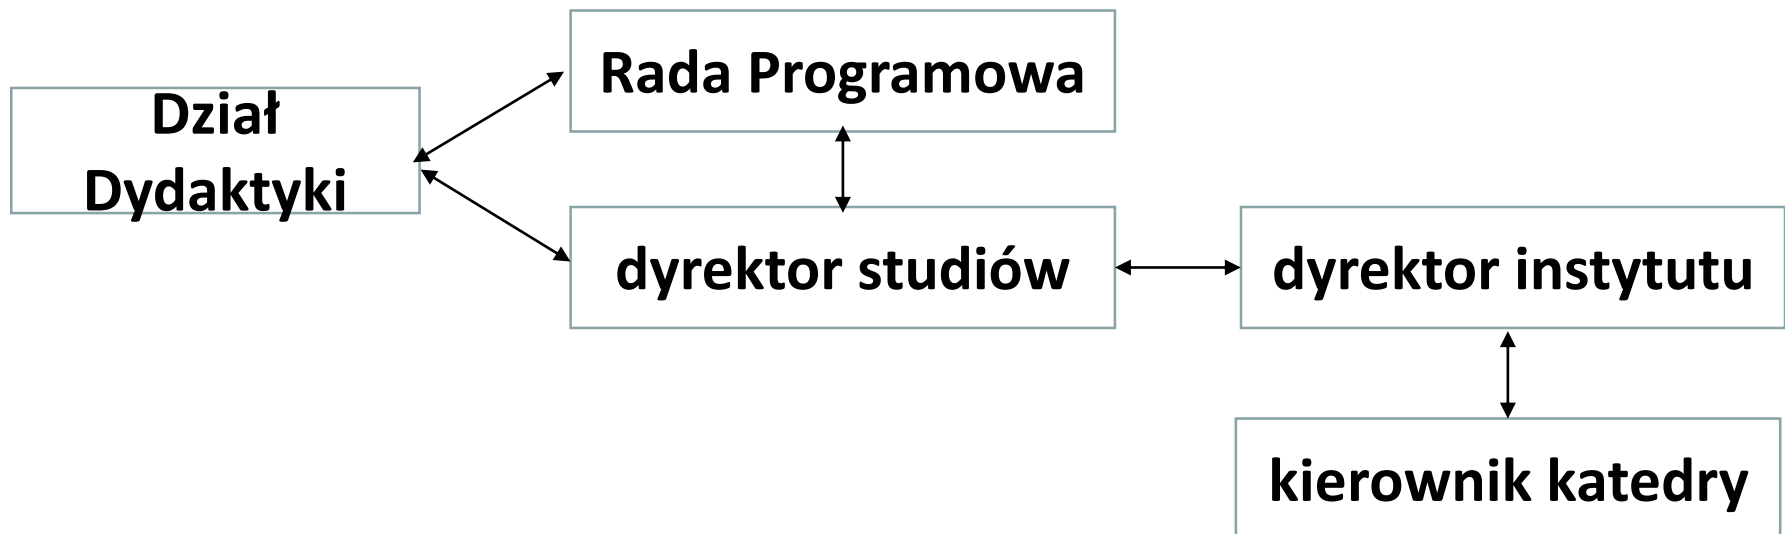 Rada Programowa
Dział
Dydaktyki
dyrektor studiów
dyrektor instytutu
kierownik katedry